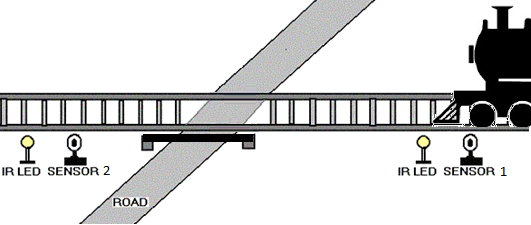 IR LED SENSOR 2
IR LED SENSOR 1
ROAD